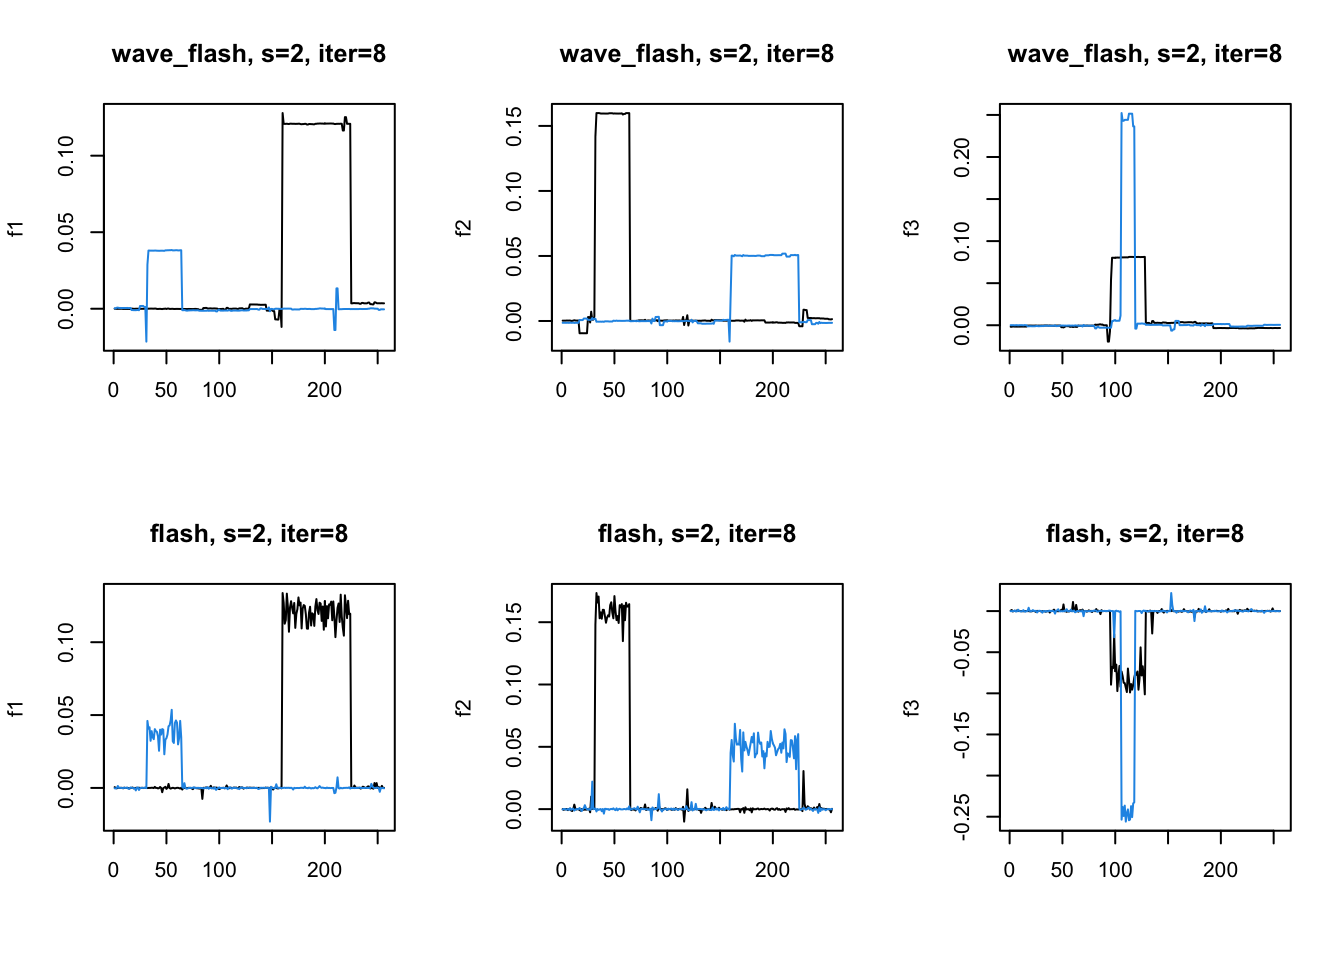 wave_flash, s=2, iter=8
f1
0.00 0.05 0.10
0 50 100 200
wave_flash, s=2, iter=8
f2
0.00 0.05 0.10 0.15
0 50 100 200
wave_flash, s=2, iter=8
f3
0.00 0.10 0.20
0 50 100 200
flash, s=2, iter=8
f1
0.00 0.05 0.10
0 50 100 200
flash, s=2, iter=8
f2
0.00 0.05 0.10 0.15
0 50 100 200
flash, s=2, iter=8
f3
-0.25 -0.15 -0.05
0 50 100 200